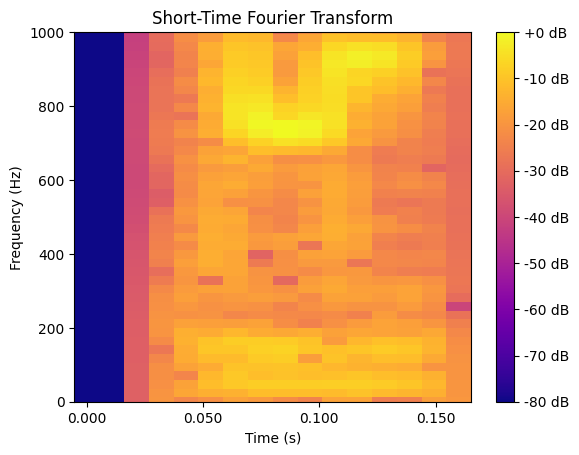 Short-Time Fourier Transform
1000
800
600
400
200
0
Frequency (Hz)
0.000
0.050
0.100
0.150
Time (s)
+0 dB
-10 dB
-20 dB
-30 dB
-40 dB
-50 dB
-60 dB
-70 dB
-80 dB